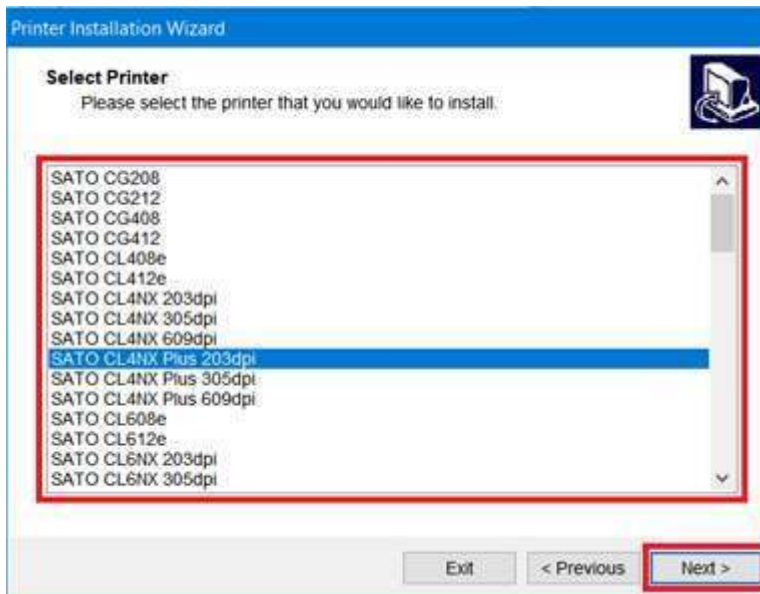 Printer Installation Wizard
Select Printer
Please select the printer that you would like to install.
SATO CG208
SATO CG212
SATO CG408
SATO CG412
SATO CL408e
SATO CL412e
SATO CL4NX 203dpi
SATO CL4NX 305dpi
SATO CL4NX 609dpi
SATO CL4NX Plus 203dpi
SATO CL4NX Plus 305dpi
SATO CL4NX Plus 609dpi
SATO CL608e
SATO CL612e
SATO CL6NX 203dpi
SATO CL6NX 305dpi
Exit < Previous Next >